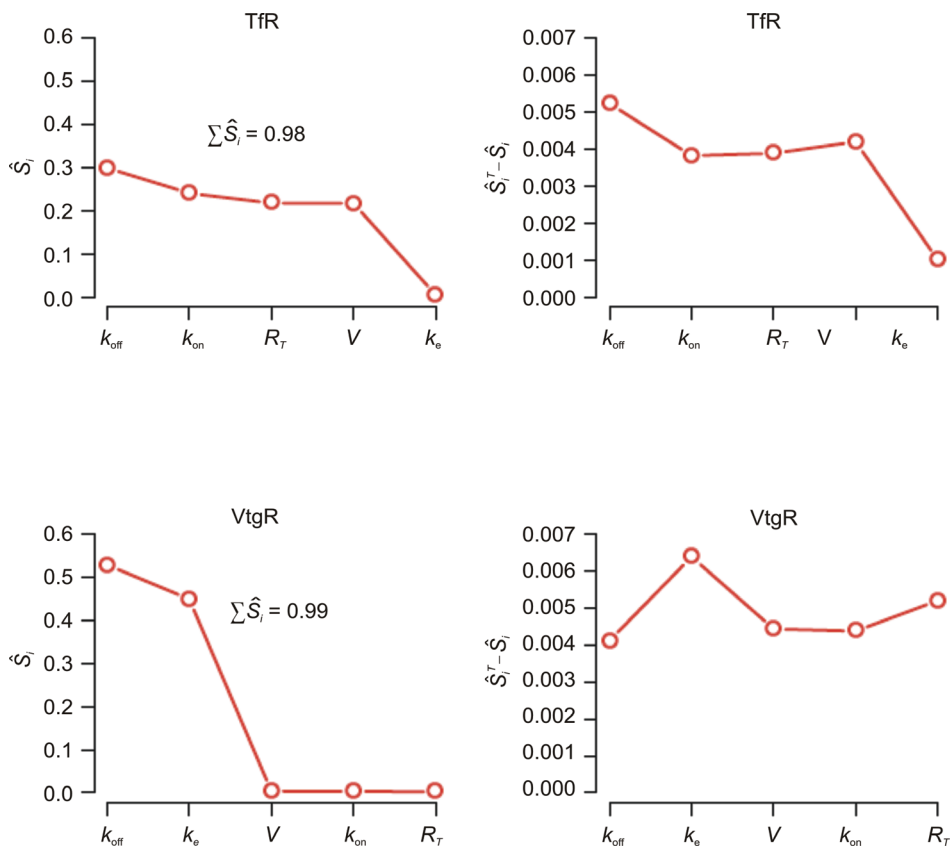 TfR
0.6
0.5
0.4
0.3
0.2
0.1
0.0
Ŝi
∑Ŝi = 0.98
koff kon RT V ke
TfR
0.007
0.006
0.005
0.004
0.003
0.002
0.001
0.000
ŜiT – Ŝi
koff kon RT V ke
VtgR
0.6
0.5
0.4
0.3
0.2
0.1
0.0
Ŝi
∑Ŝi = 0.99
koff ke V kon RT
VtgR
0.007
0.006
0.005
0.004
0.003
0.002
0.001
0.000
ŜiT – Ŝi
koff ke V kon RT